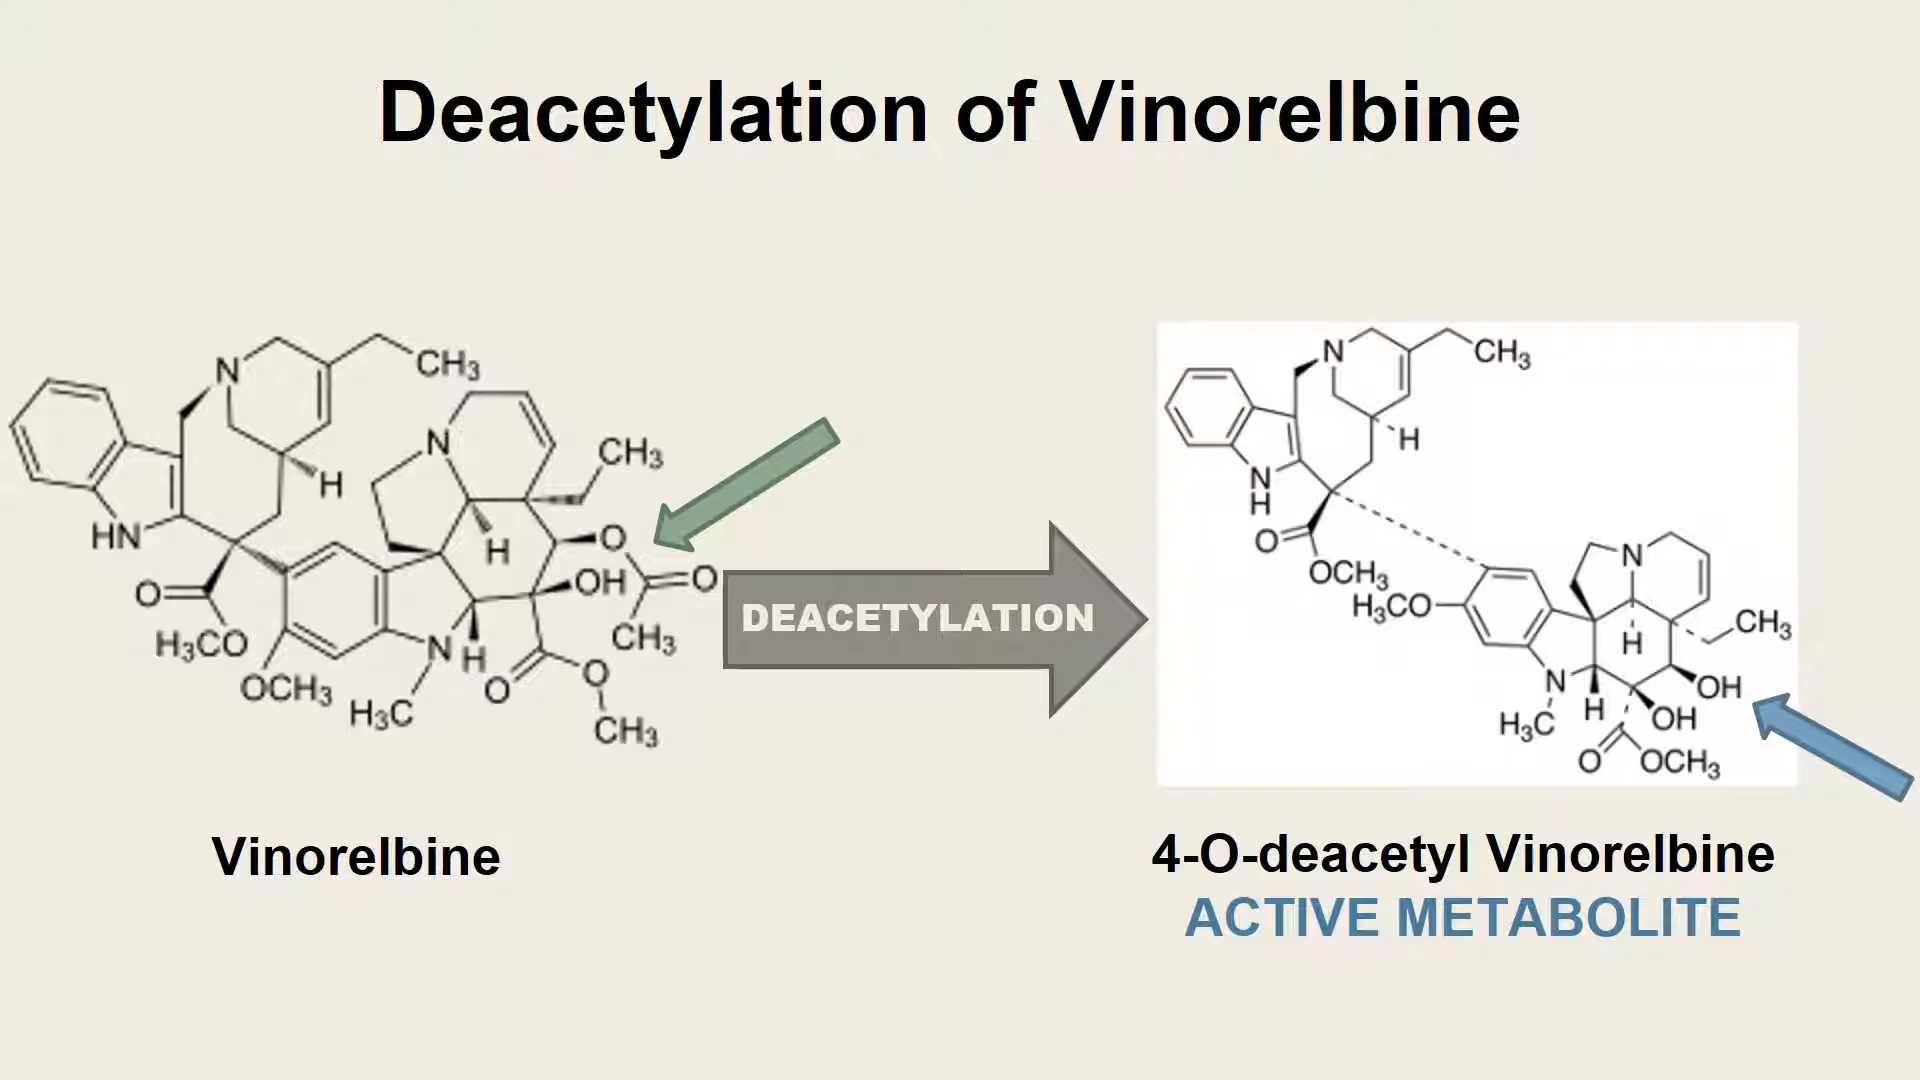 Deacetylation of Vinorelbine
N
CH3
N
CH3
H
HN
H
O
OH
O
O
H3CO
OCH3
N
H
CH3
H3C
O
O
CH3
DEACETYLATION
N
CH3
H
N
H
O
OCH3
H3CO
N
CH3
H
N
OH
H3C
H
OH
O
OCH3
Vinorelbine
4-O-deacetyl Vinorelbine
ACTIVE METABOLITE